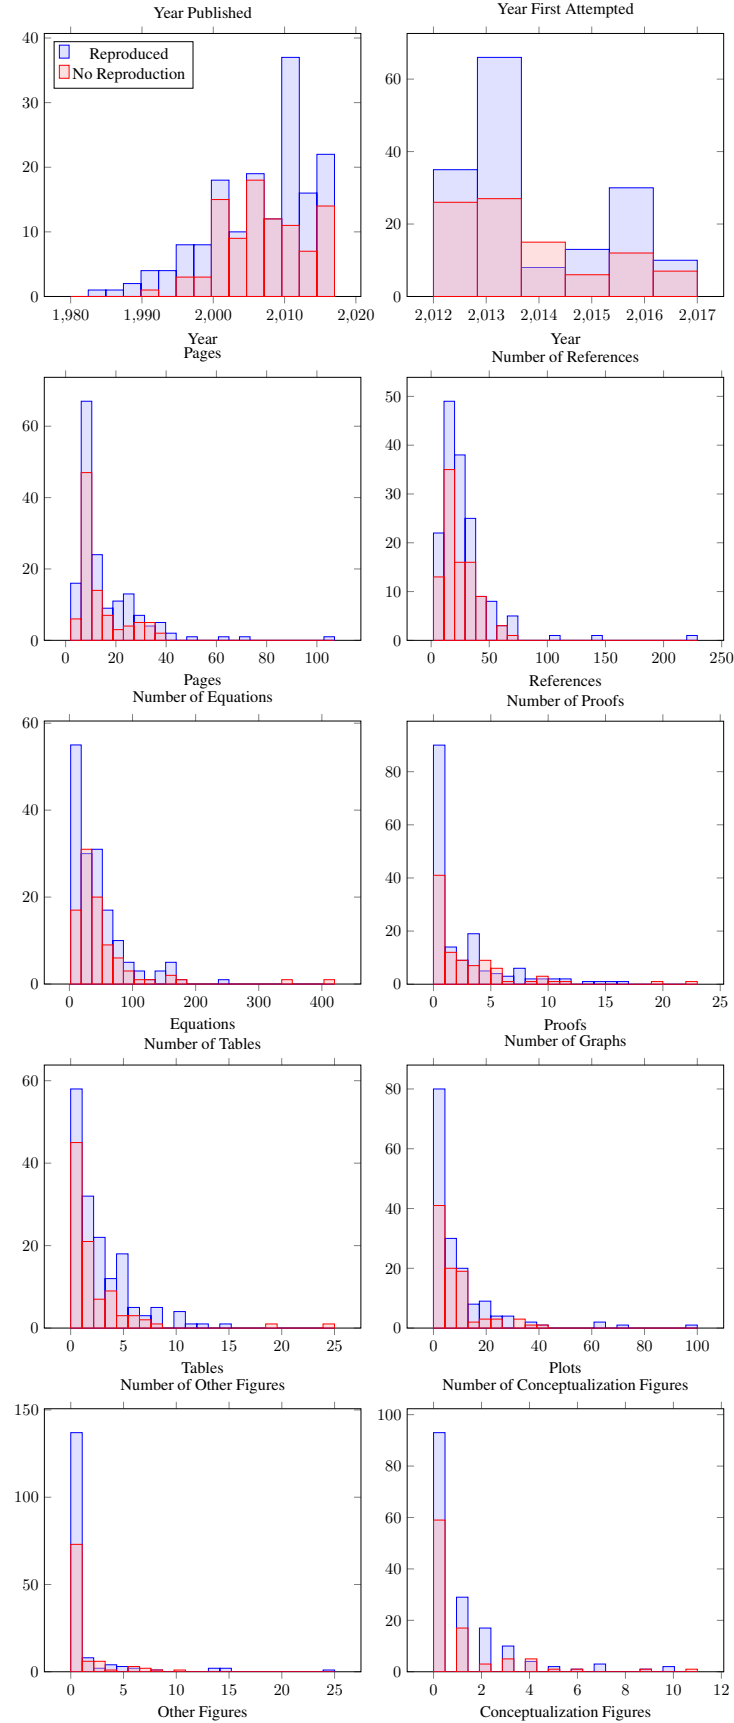 Year Published
40
30
20
10
0
Reproduced
No Reproduction
1,980 1,990 2,000 2,010 2,020
Year
Year First Attempted
60
40
20
0
2,012 2,013 2,014 2,015 2,016 2,017
Year
Pages
60
40
20
0
0 20 40 60 80 100
Pages
Number of References
50
40
30
20
10
0
0 50 100 150 200 250
References
Number of Equations
60
40
20
0
0 100 200 300 400
Equations
Number of Proofs
80
60
40
20
0
0 5 10 15 20 25
Proofs
Number of Tables
60
40
20
0
0 5 10 15 20 25
Tables
Number of Graphs
80
60
40
20
0
0 20 40 60 80 100
Plots
Number of Other Figures
150
100
50
0
0 5 10 15 20 25
Other Figures
Number of Conceptualization Figures
100
80
60
40
20
0
0 2 4 6 8 10 12
Conceptualization Figures